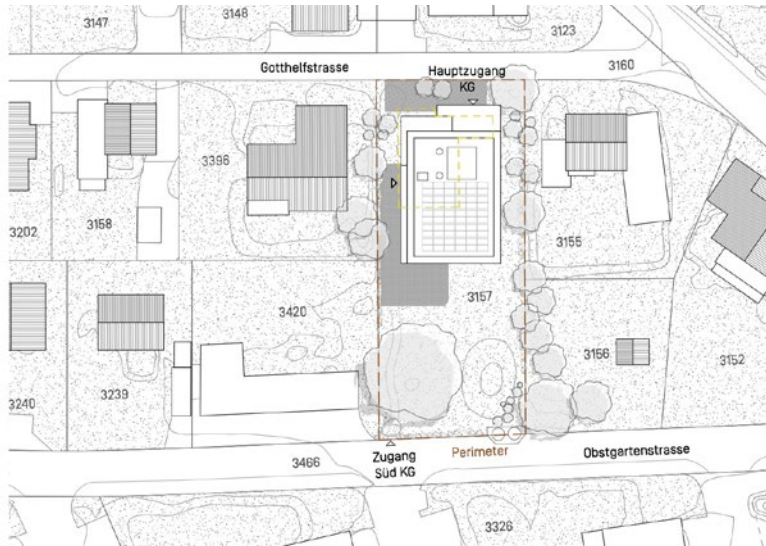 3147
3148
3123
Gotthelfstrasse
Hauptzugang
KG
3160
3396
3202
3158
3155
3420
3157
3240
3239
3156
3152
3466
Zugang
Süd KG
Perimeter
Obstgartenstrasse
3326